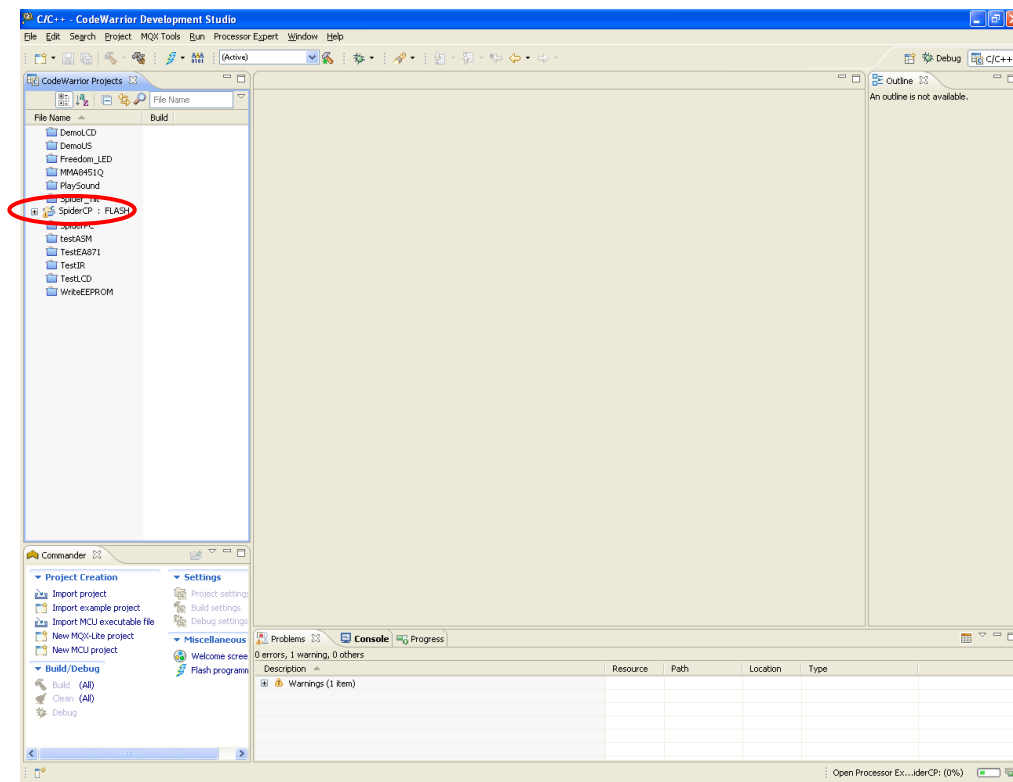 C/C++ - CodeWarrior Development Studio
File Edit Search Project MQX Tools Run Processor Expert Window Help
(Active)
Debug
C/C++
CodeWarrior Projects
File Name
File Name Build
DemoLCD
DemoUS
Freedom_LED
MMA8451Q
PlaySound
SpiderCP : FLASH
testASM
TestEA871
TestIR
TestLCD
WriteEEPROM
Outline
An outline is not available.
Commander
Project Creation
Import project
Import example project
Import MCU executable file
New MQX-Lite project
New MCU project
Build/Debug
Build (All)
Clean (All)
Debug
Settings
Project settings
Build settings
Debug settings
Miscellaneous
Welcome scree
Flash programn
Problems Console Progress
0 errors, 1 warning, 0 others
Description Resource Path Location Type
Warnings (1 item)
Open Processor Ex...iderCP: (0%)